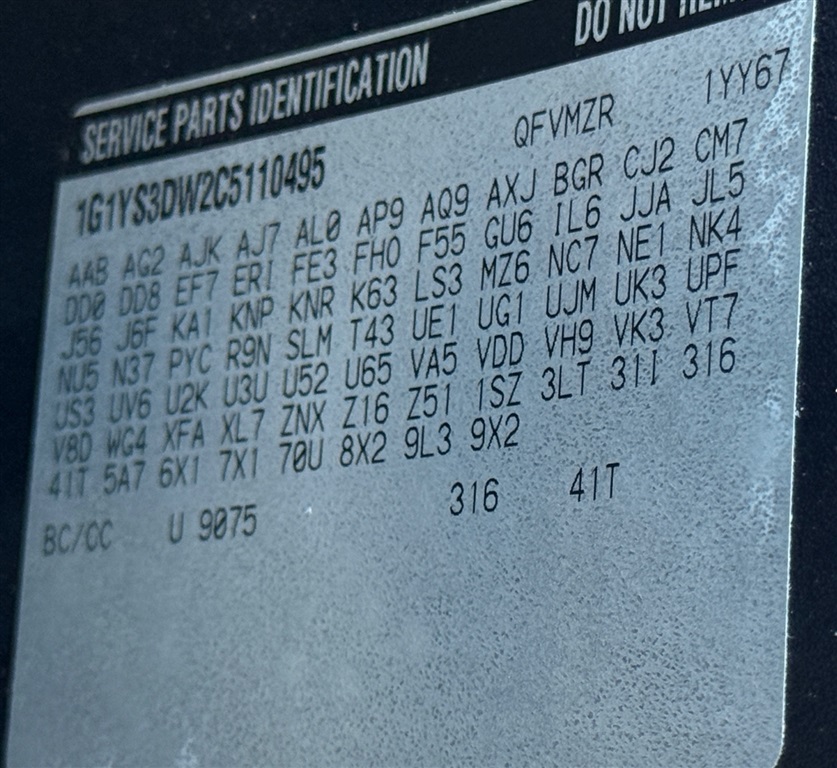 DO NOT REM
SERVICE PARTS IDENTIFICATION
1G1YS3DW2C5110495 QFVMZR 1YY67
AAB AG2 AJK AJ7 AL0 AP9 AQ9 AXJ BGR CJ2 CM7
DD0 DD8 EF7 ERI FE3 FHO F55 GU6 IL6 JJA JL5
J56 J6F KA1 KNP KNR K63 LS3 MZ6 NC7 NE1 NK4
NU5 N37 PYC R9N SLM T43 UE1 UG1 UJM UK3 UPF
US3 UV6 U2K U3U U52 U65 VA5 VDD VH9 VK3 VT7
V8D WG4 XFA XL7 ZNX Z16 Z51 1SZ 3LT 31I 316
41T 5A7 6X1 7X1 70U 8X2 9L3 9X2
BC/CC U 9075 316 41T